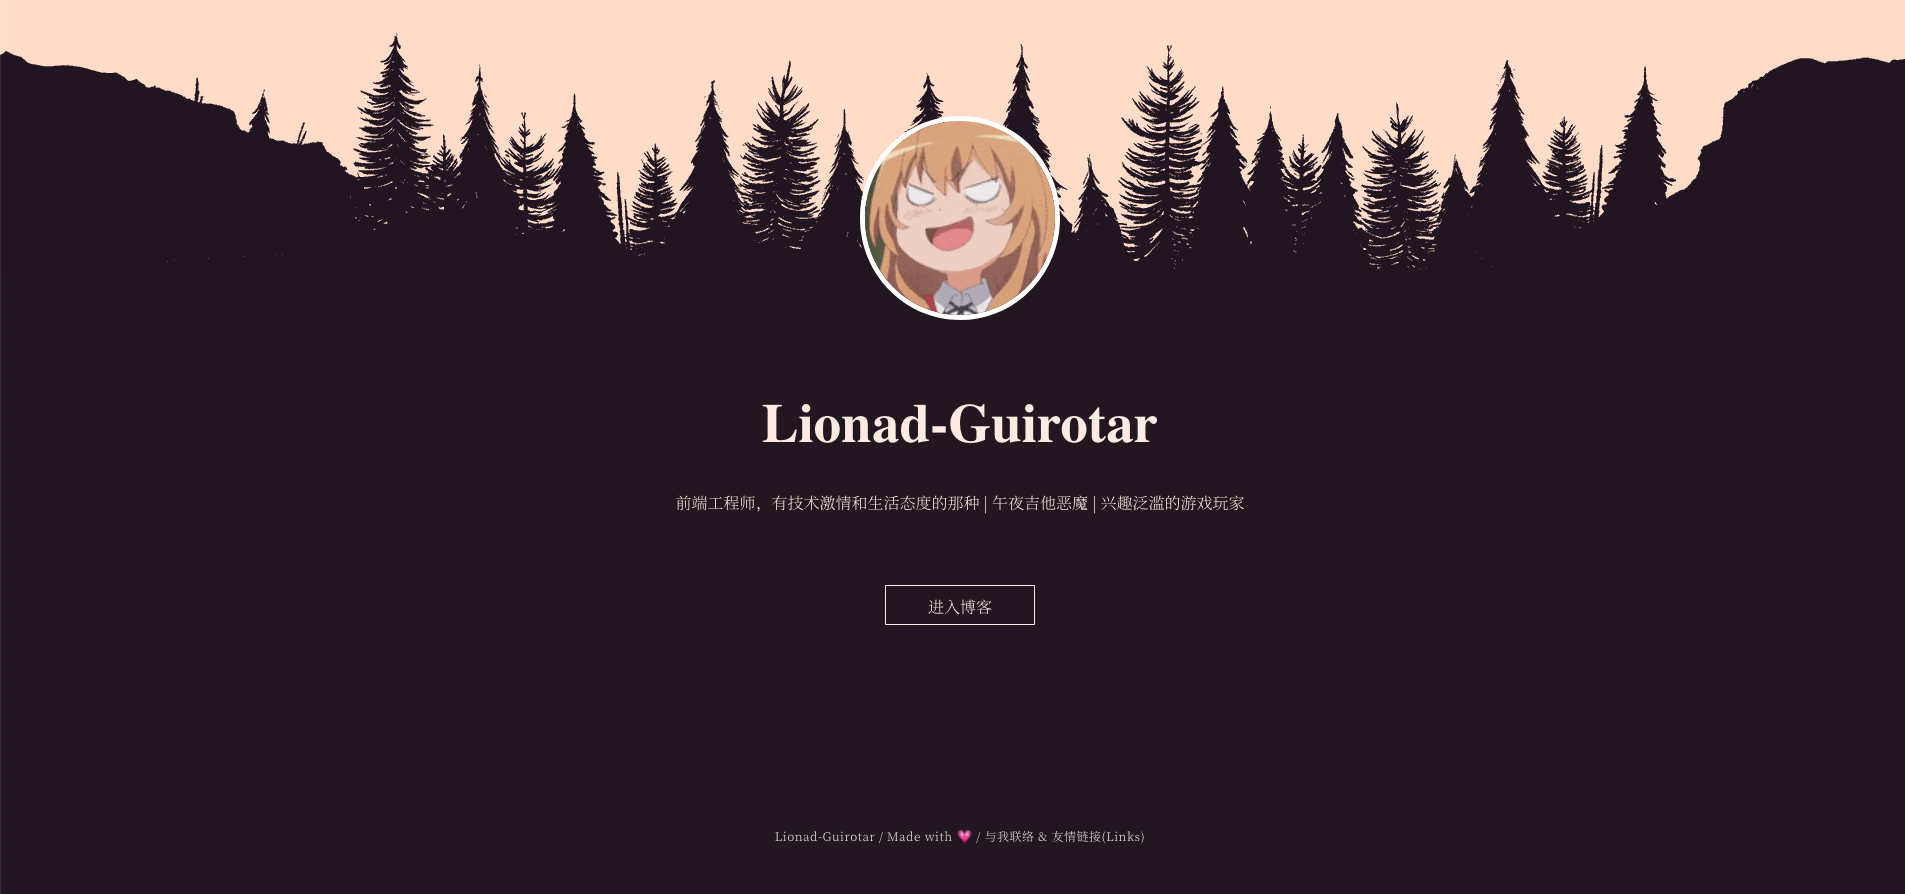 Lionad-Guirotar
前端工程师，有技术激情和生活态度的那种 | 午夜吉他恶魔 | 兴趣泛滥的游戏玩家
进入博客
Lionad-Guirotar / Made with 💗 / 与我联络 & 友情链接(Links)